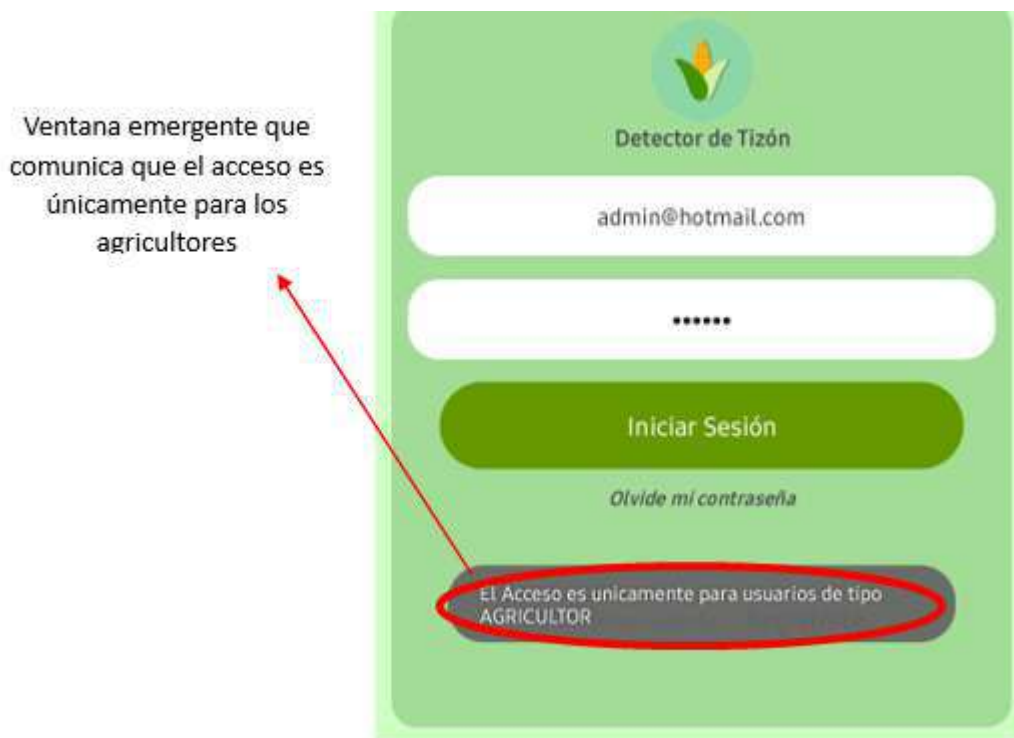 Ventana emergente que
comunica que el acceso es
únicamente para los
agricultores
Detector de Tizón
admin@hotmail.com
••••••
Iniciar Sesión
Olvide mi contraseña
El Acceso es unicamente para usuarios de tipo
AGRICULTOR